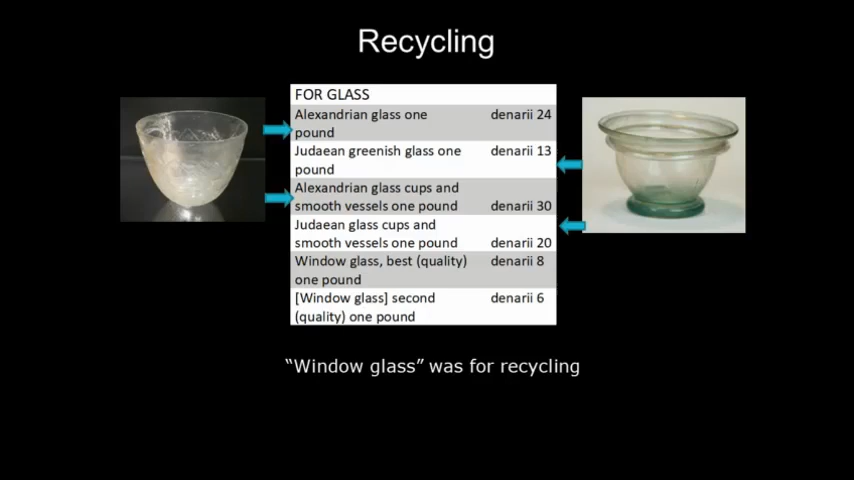 Recycling
FOR GLASS
Alexandrian glass one denarii 24
pound
Judaean greenish glass one denarii 13
pound
Alexandrian glass cups and
smooth vessels one pound denarii 30
Judaean glass cups and
smooth vessels one pound denarii 20
Window glass, best (quality) denarii 8
one pound
[Window glass] second denarii 6
(quality) one pound
“Window glass” was for recycling